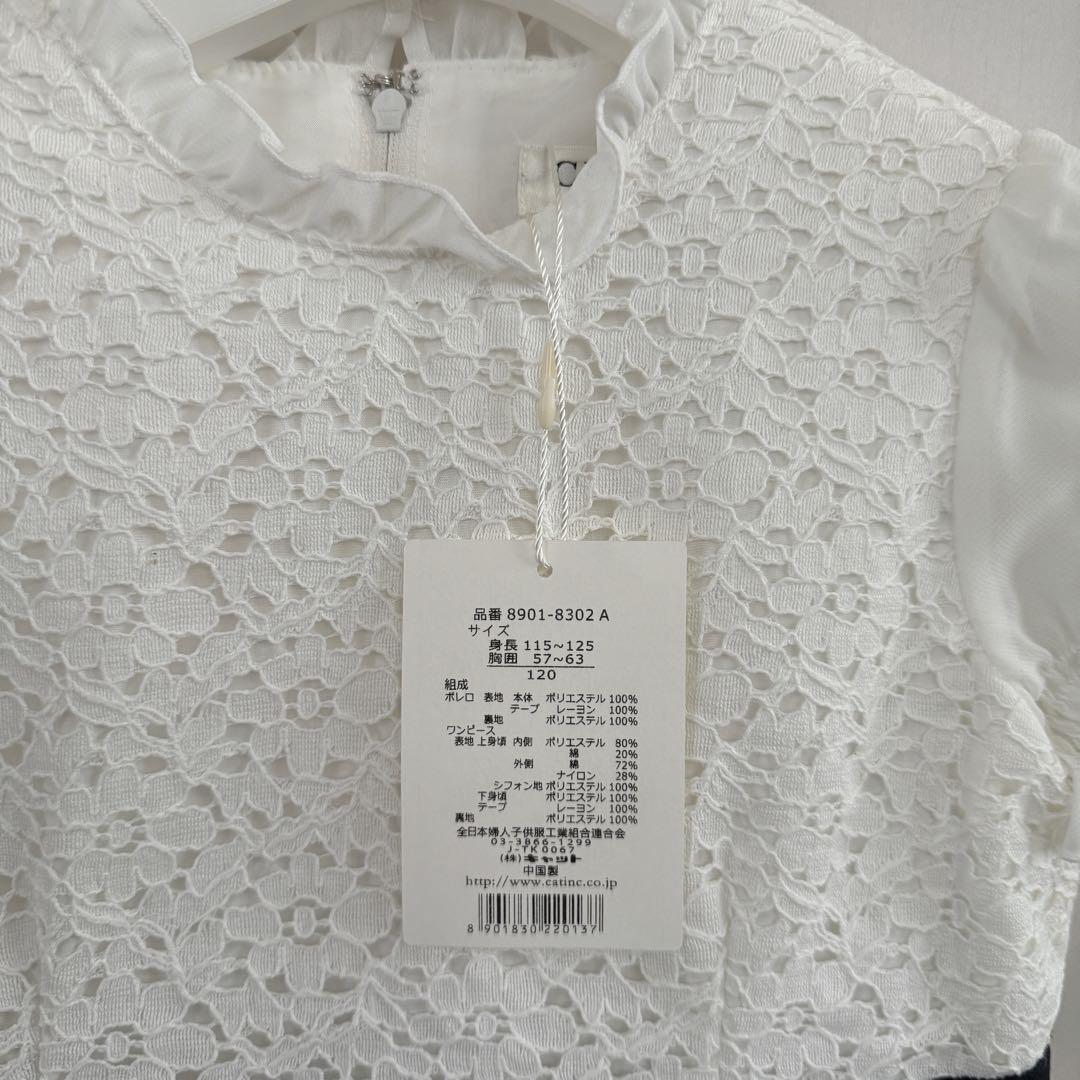 C
品番 8901-8302 A
サイズ
身長 115~125
胸囲 57~63
120
組成
ボレロ 表地 本体 ポリエステル 100%
テープ レーヨン 100%
裏地 ポリエステル 100%
ワンピース
表地 上身頃 内側 ポリエステル 80%
綿 20%
外側 綿 72%
ナイロン 28%
シフォン地 ポリエステル 100%
下身頃 ポリエステル 100%
テープ レーヨン 100%
裏地 ポリエステル 100%
全日本婦人子供服工業組合連合会
03-3866-1299
J-TK0067
(株)キャット
中国製
http://www.catinc.co.jp
8 901830 220137